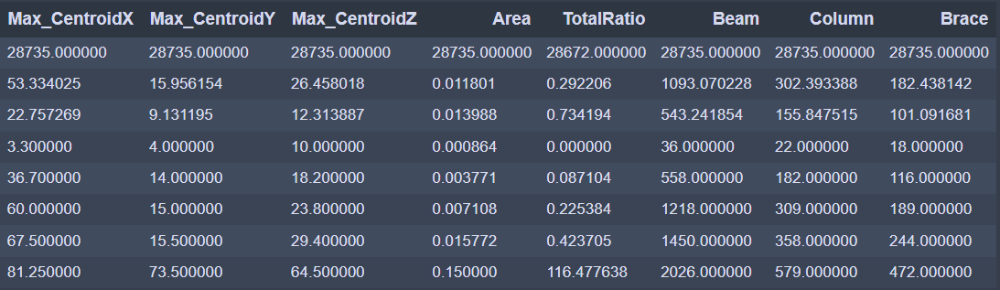 Max_CentroidX Max_CentroidY Max_CentroidZ Area TotalRatio Beam Column Brace
28735.000000 28735.000000 28735.000000 28735.000000 28672.000000 28735.000000 28735.000000 28735.000000
53.334025 15.956154 26.458018 0.011801 0.292206 1093.070228 302.393388 182.438142
22.757269 9.131195 12.313887 0.013988 0.734194 543.241854 155.847515 101.091681
3.300000 4.000000 10.000000 0.000864 0.000000 36.000000 22.000000 18.000000
36.700000 14.000000 18.200000 0.003771 0.087104 558.000000 182.000000 116.000000
60.000000 15.000000 23.800000 0.007108 0.225384 1218.000000 309.000000 189.000000
67.500000 15.500000 29.400000 0.015772 0.423705 1450.000000 358.000000 244.000000
81.250000 73.500000 64.500000 0.150000 116.477638 2026.000000 579.000000 472.000000